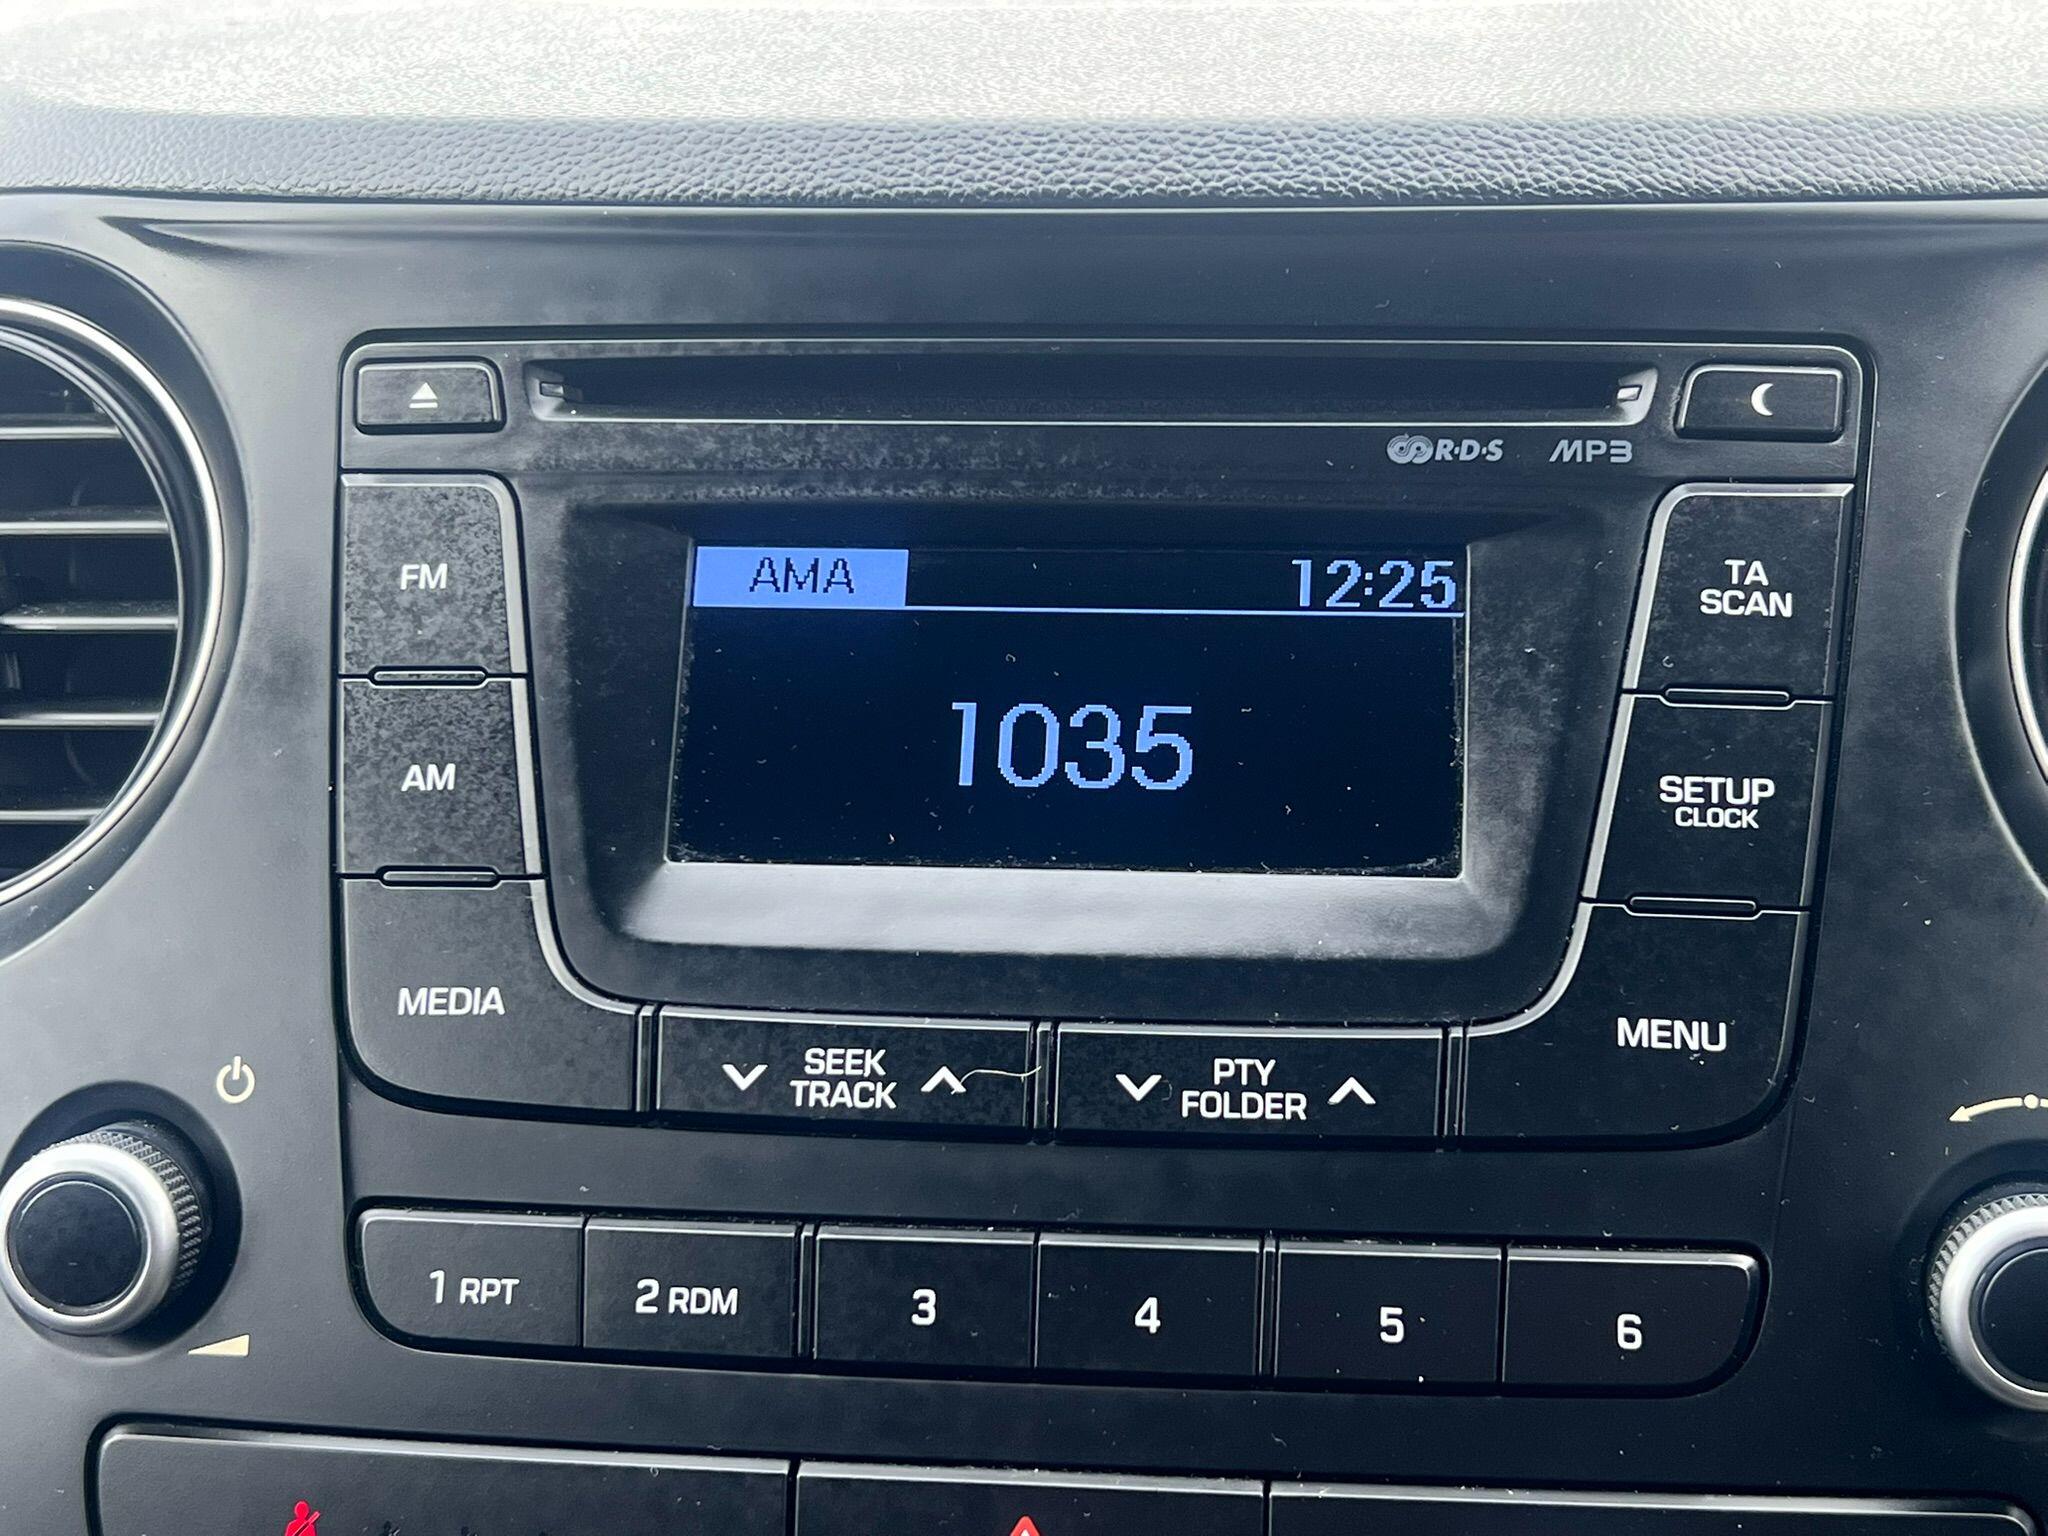 R·D·S MP3
AMA 12:25
1035
FM
AM
MEDIA
TA
SCAN
SETUP
CLOCK
MENU
SEEK
TRACK
PTY
FOLDER
1 RPT
2 RDM
3
4
5
6